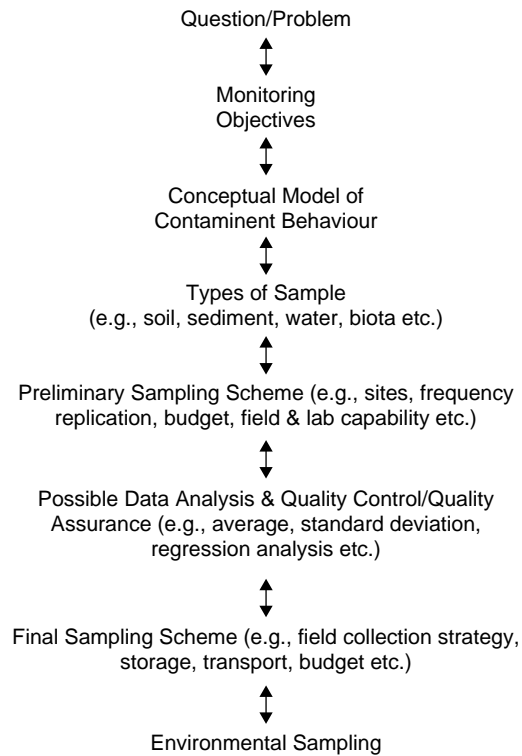 Question/Problem
Monitoring
Objectives
Conceptual Model of
Contaminent Behaviour
Types of Sample
(e.g., soil, sediment, water, biota etc.)
Preliminary Sampling Scheme (e.g., sites, frequency
replication, budget, field & lab capability etc.)
Possible Data Analysis & Quality Control/Quality
Assurance (e.g., average, standard deviation,
regression analysis etc.)
Final Sampling Scheme (e.g., field collection strategy,
storage, transport, budget etc.)
Environmental Sampling